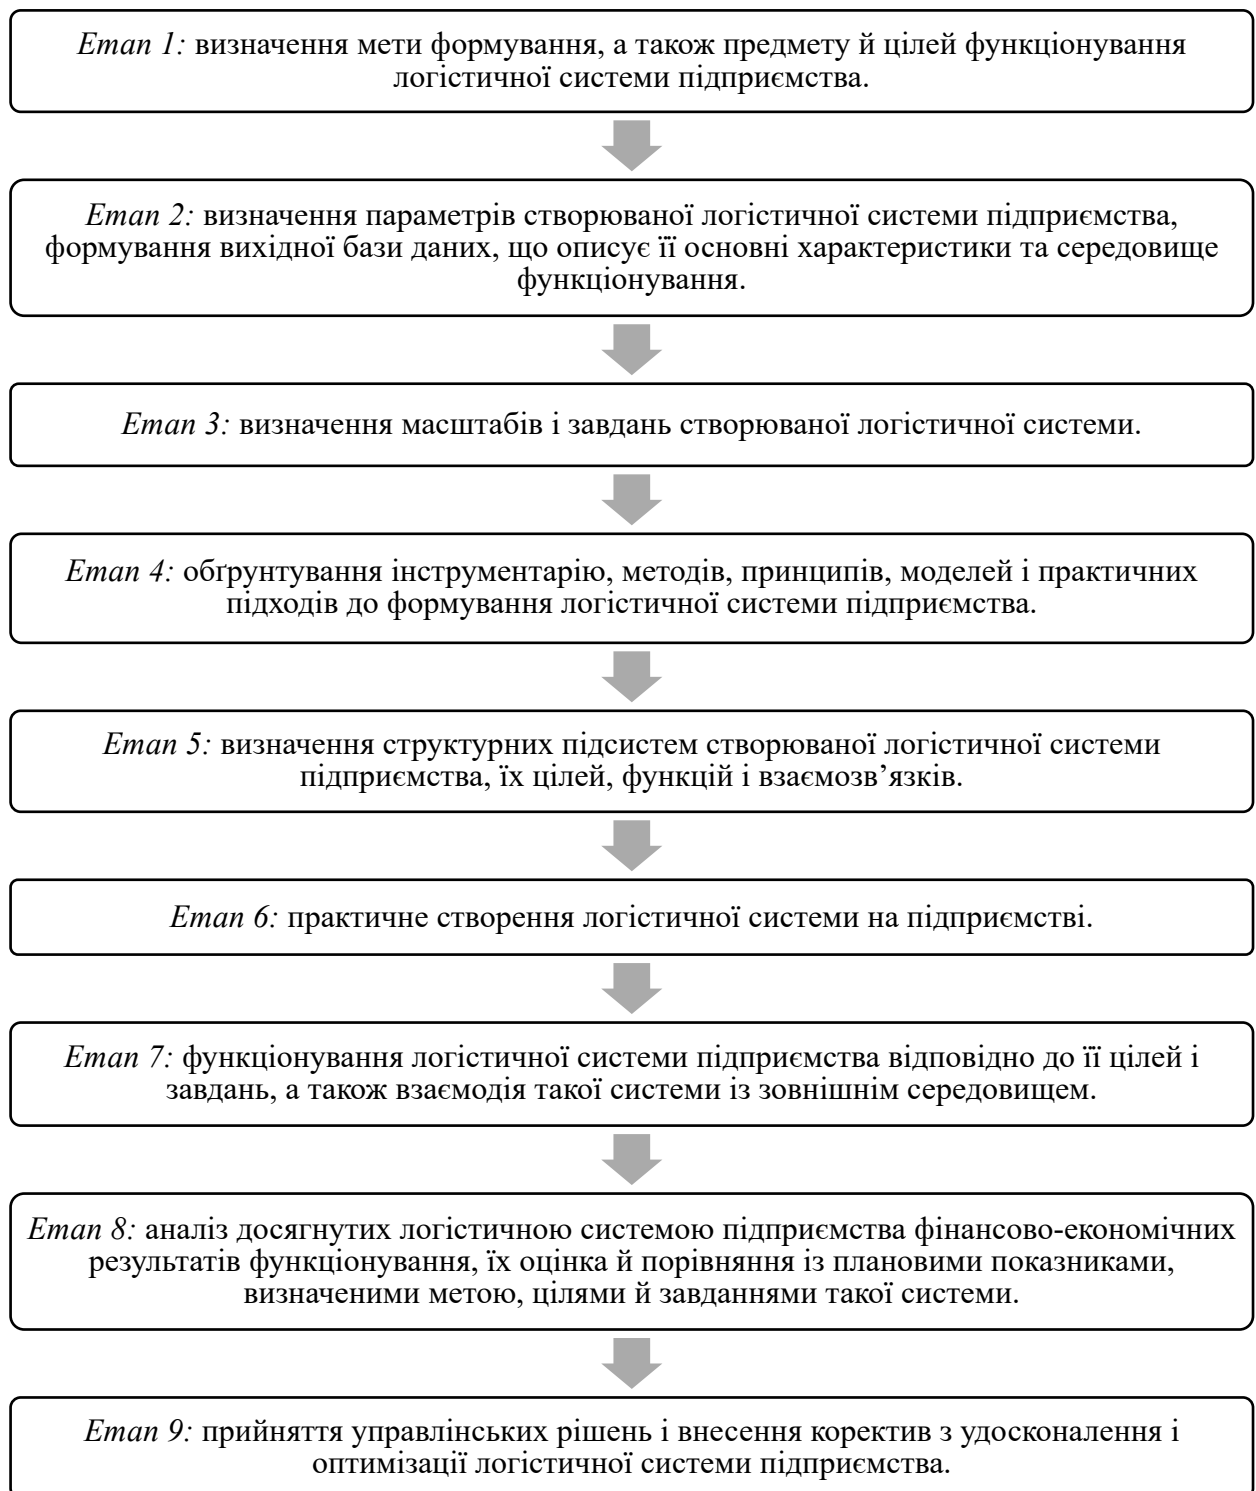 Етап 1: визначення мети формування, а також предмету й цілей функціонування
логістичної системи підприємства.
Етап 2: визначення параметрів створюваної логістичної системи підприємства,
формування вихідної бази даних, що описує її основні характеристики та середовище
функціонування.
Етап 3: визначення масштабів і завдань створюваної логістичної системи.
Етап 4: обґрунтування інструментарію, методів, принципів, моделей і практичних
підходів до формування логістичної системи підприємства.
Етап 5: визначення структурних підсистем створюваної логістичної системи
підприємства, їх цілей, функцій і взаємозв’язків.
Етап 6: практичне створення логістичної системи на підприємстві.
Етап 7: функціонування логістичної системи підприємства відповідно до її цілей і
завдань, а також взаємодія такої системи із зовнішнім середовищем.
Етап 8: аналіз досягнутих логістичною системою підприємства фінансово-економічних
результатів функціонування, їх оцінка й порівняння із плановими показниками,
визначеними метою, цілями й завданнями такої системи.
Етап 9: прийняття управлінських рішень і внесення коректив з удосконалення і
оптимізації логістичної системи підприємства.